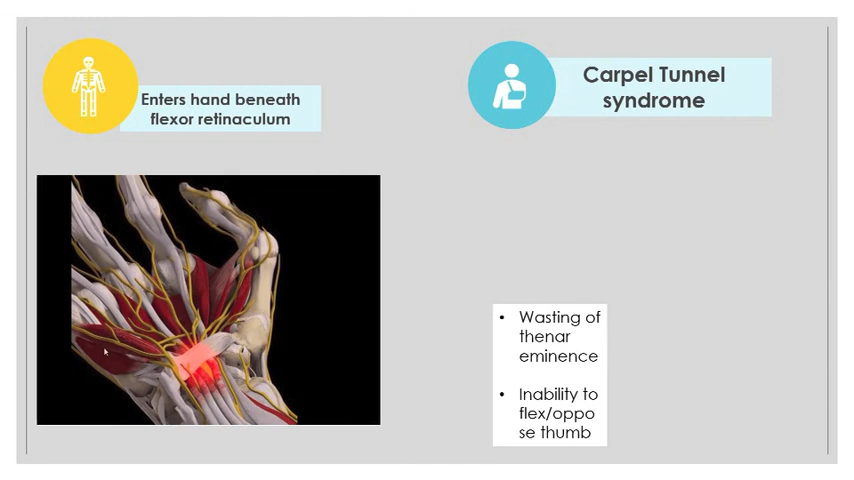 Enters hand beneath
flexor retinaculum
Carpel Tunnel
syndrome
• Wasting of
thenar
eminence
• Inability to
flex/oppo
se thumb